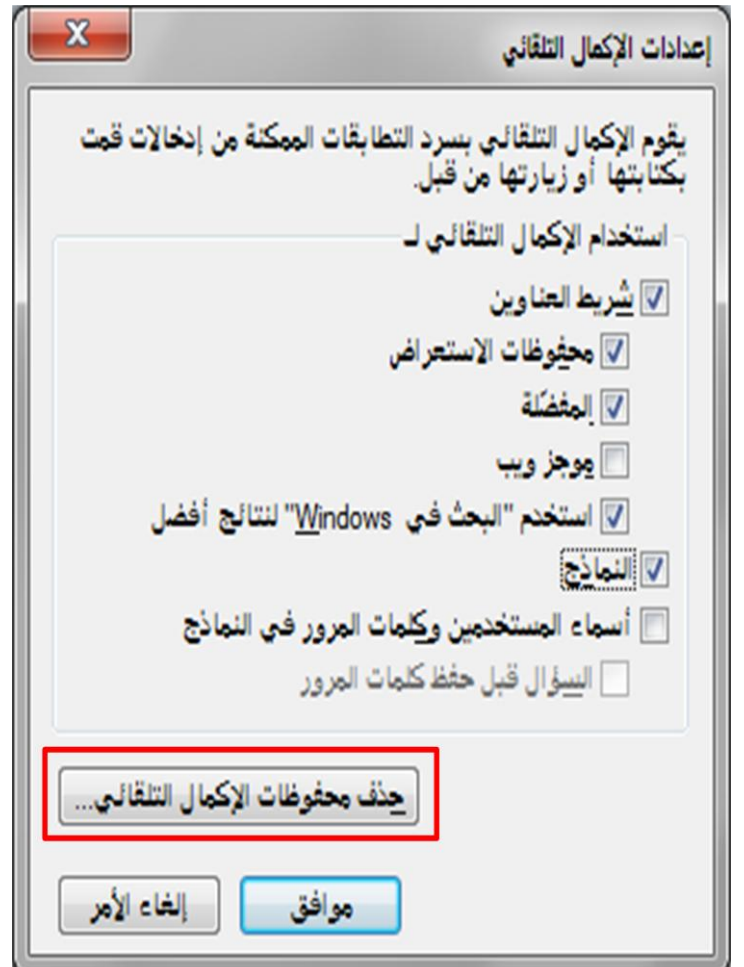 إعدادات الإكمال التلقائي
يقوم الإكمال التلقائي بسرد التطابقات الممكنة من إدخالات قمت
بكتابتها أو زيارتها من قبل.
استخدام الإكمال التلقائي لـ
شريط العناوين
محفوظات الاستعراض
المفضّلة
موجز ويب
استخدم "البحث في Windows" لنتائج أفضل
النماذج
أسماء المستخدمين وكلمات المرور في النماذج
السؤال قبل حفظ كلمات المرور
حذف محفوظات الإكمال التلقائي...
موافق
إلغاء الأمر